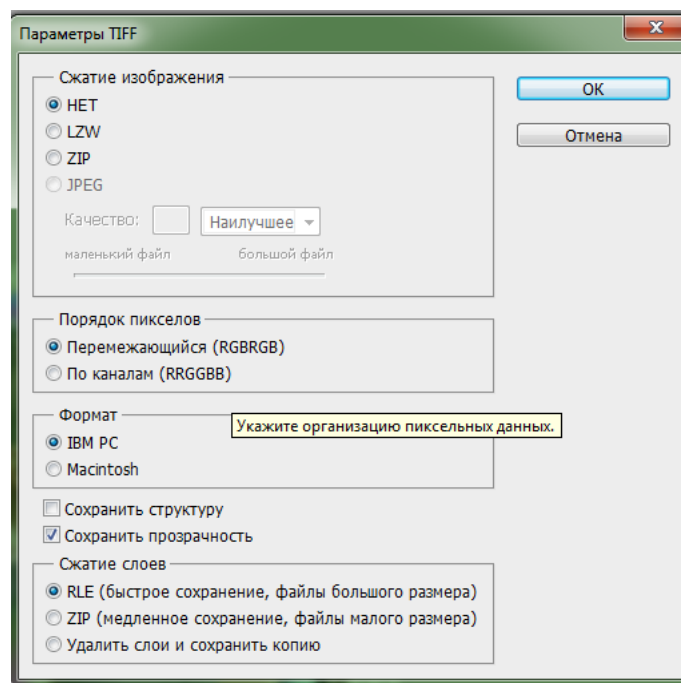 Параметры TIFF
Сжатие изображения
НЕТ
LZW
ZIP
JPEG
Качество:
Наилучшее
маленький файл большой файл
OK
Отмена
Порядок пикселов
Перемежающийся (RGBRGB)
По каналам (RRGGBB)
Формат
Укажите организацию пиксельных данных.
IBM PC
Macintosh
Сохранить структуру
Сохранить прозрачность
Сжатие слоев
RLE (быстрое сохранение, файлы большого размера)
ZIP (медленное сохранение, файлы малого размера)
Удалить слои и сохранить копию